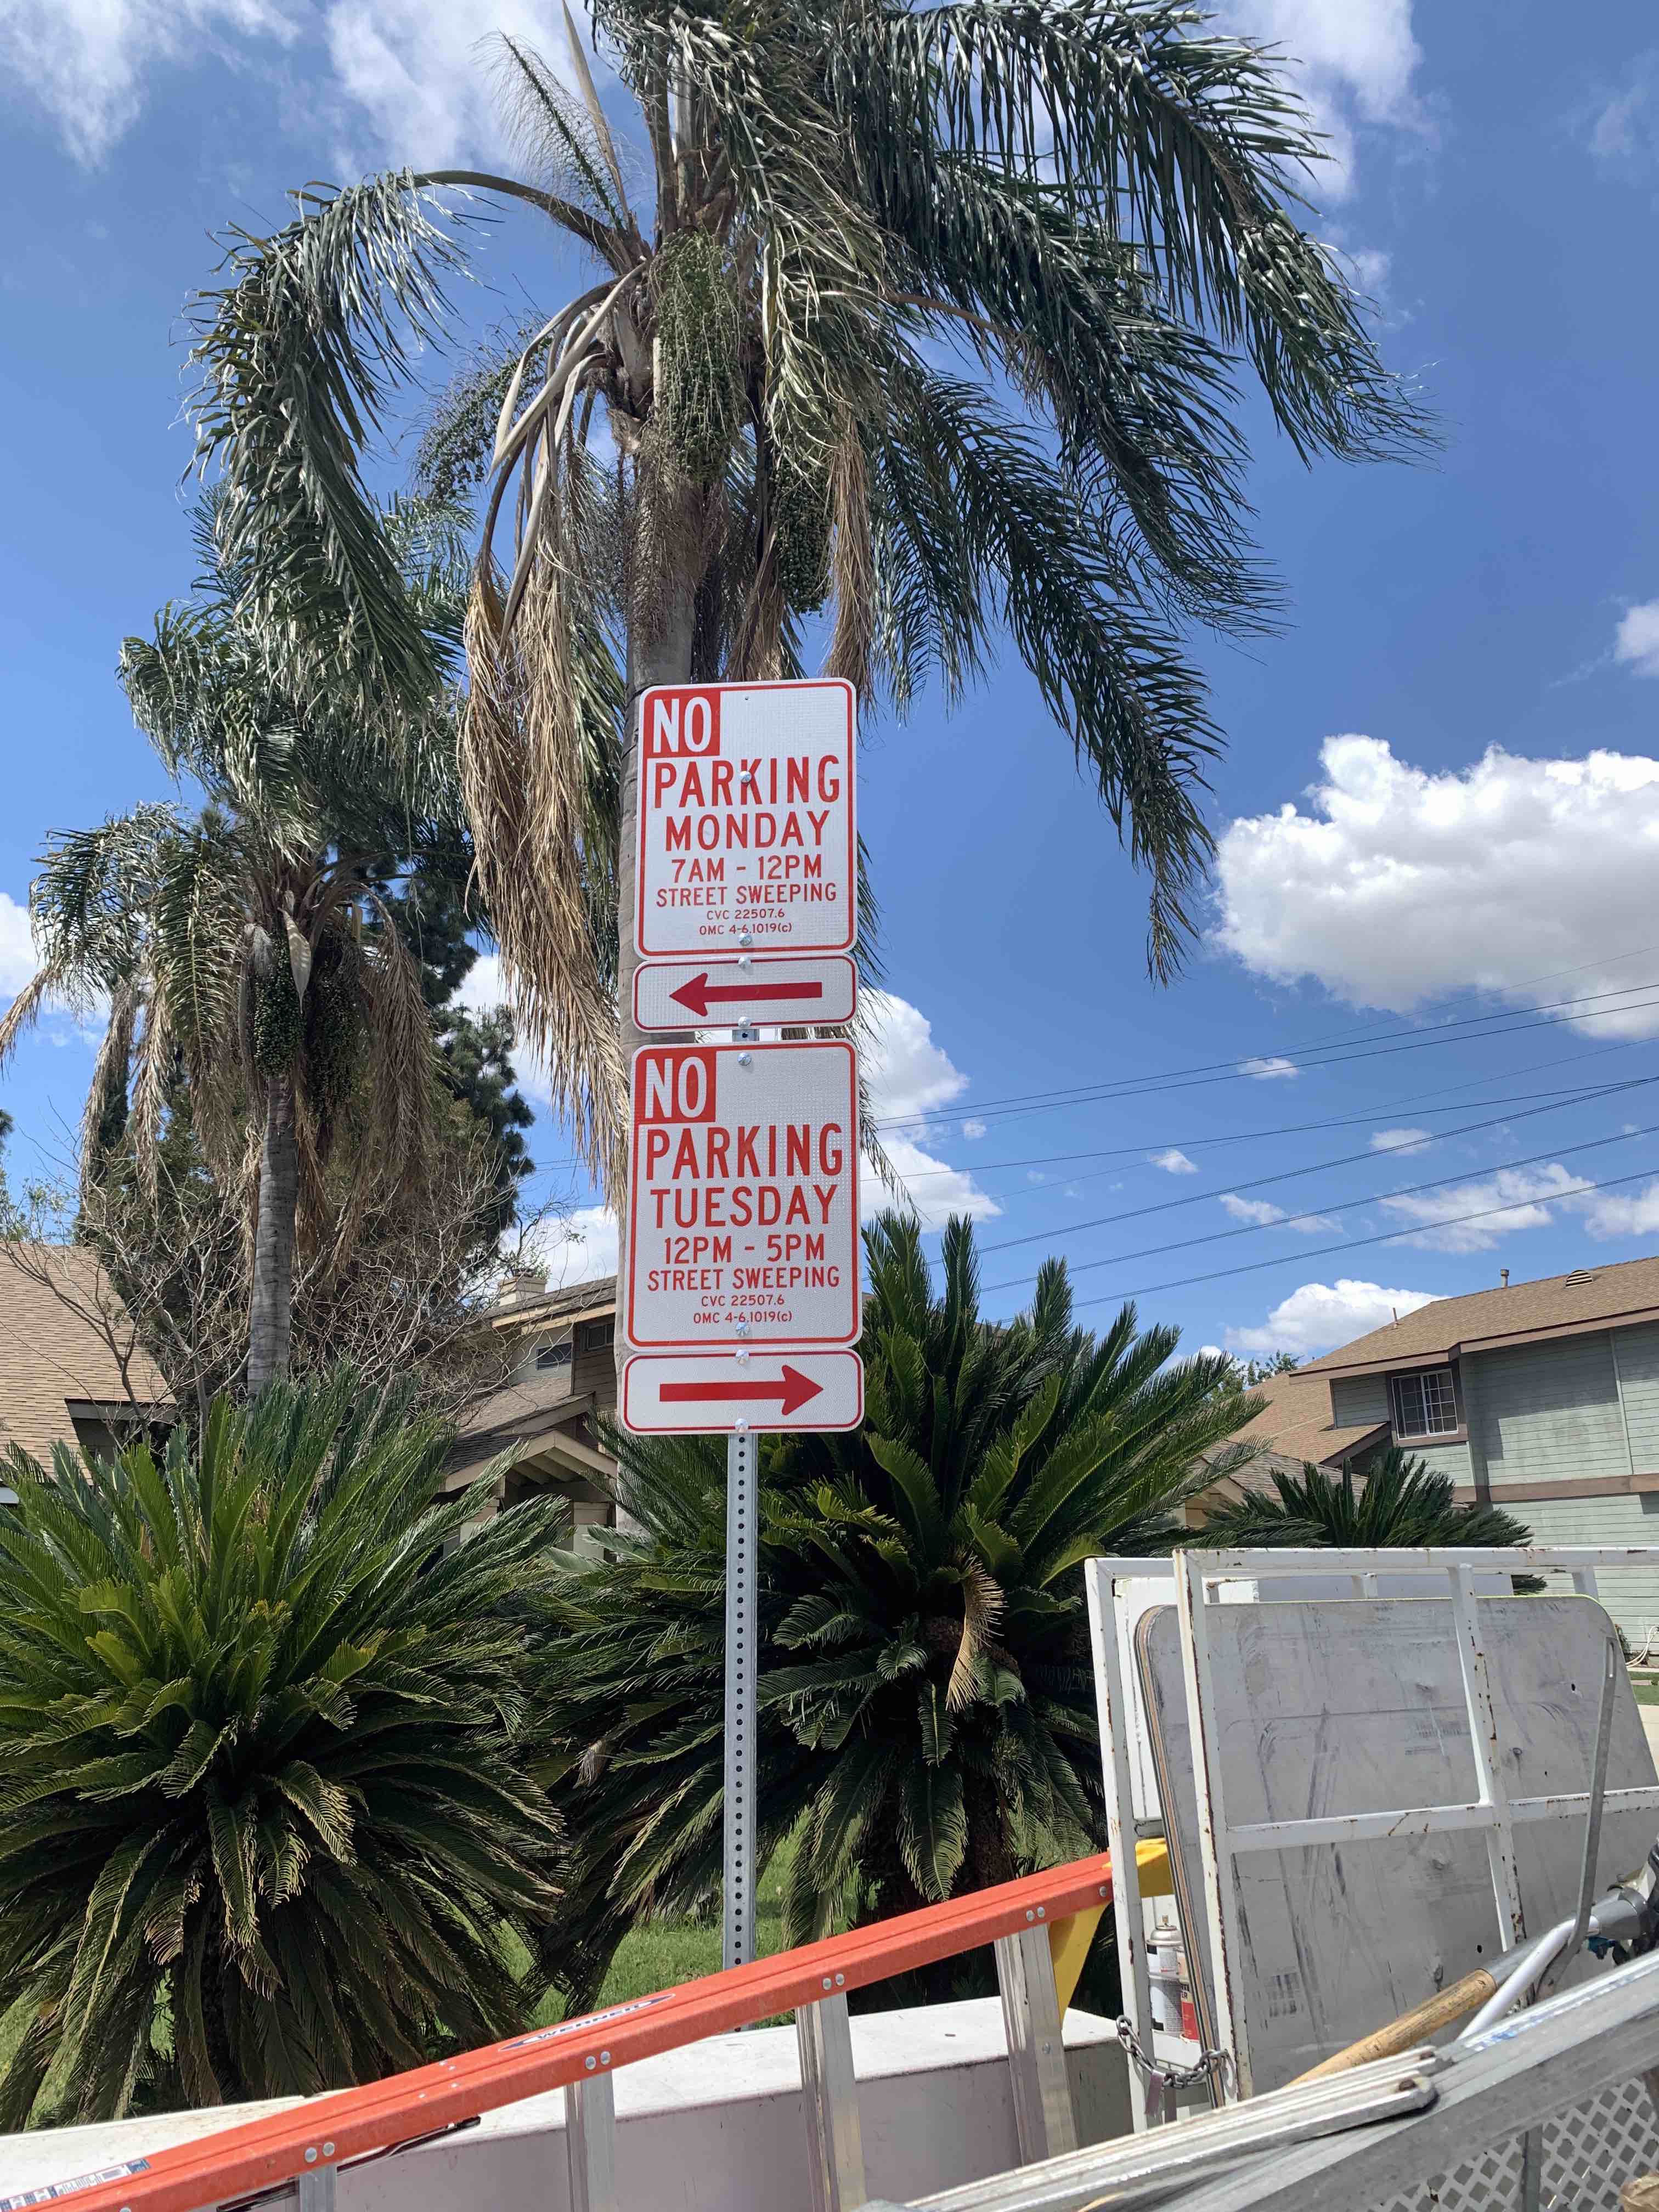 NO
PARKING
MONDAY
7AM - 12PM
STREET SWEEPING
CVC 22507.6
OMC 4-6.1019(c)
NO
PARKING
TUESDAY
12PM - 5PM
STREET SWEEPING
CVC 22507.6
OMC 4-6.1019(c)
WERNER